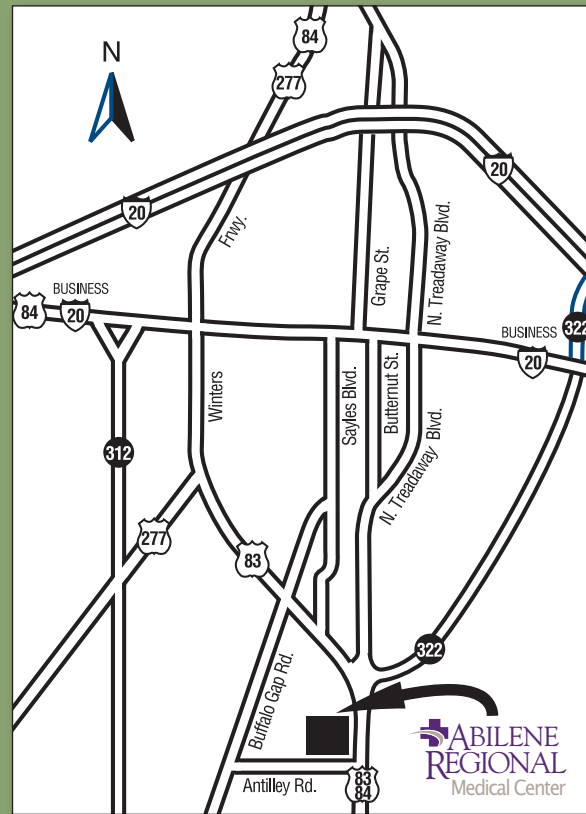 84
N
277
20
20
Frwy.
Grape St.
N. Treadaway Blvd.
BUSINESS
84
20
BUSINESS
322
20
Winters
Sayles Blvd.
Butternut St.
312
N. Treadaway Blvd.
277
83
322
Buffalo Gap Rd.
Antilley Rd.
83
84
ABILENE
REGIONAL
Medical Center